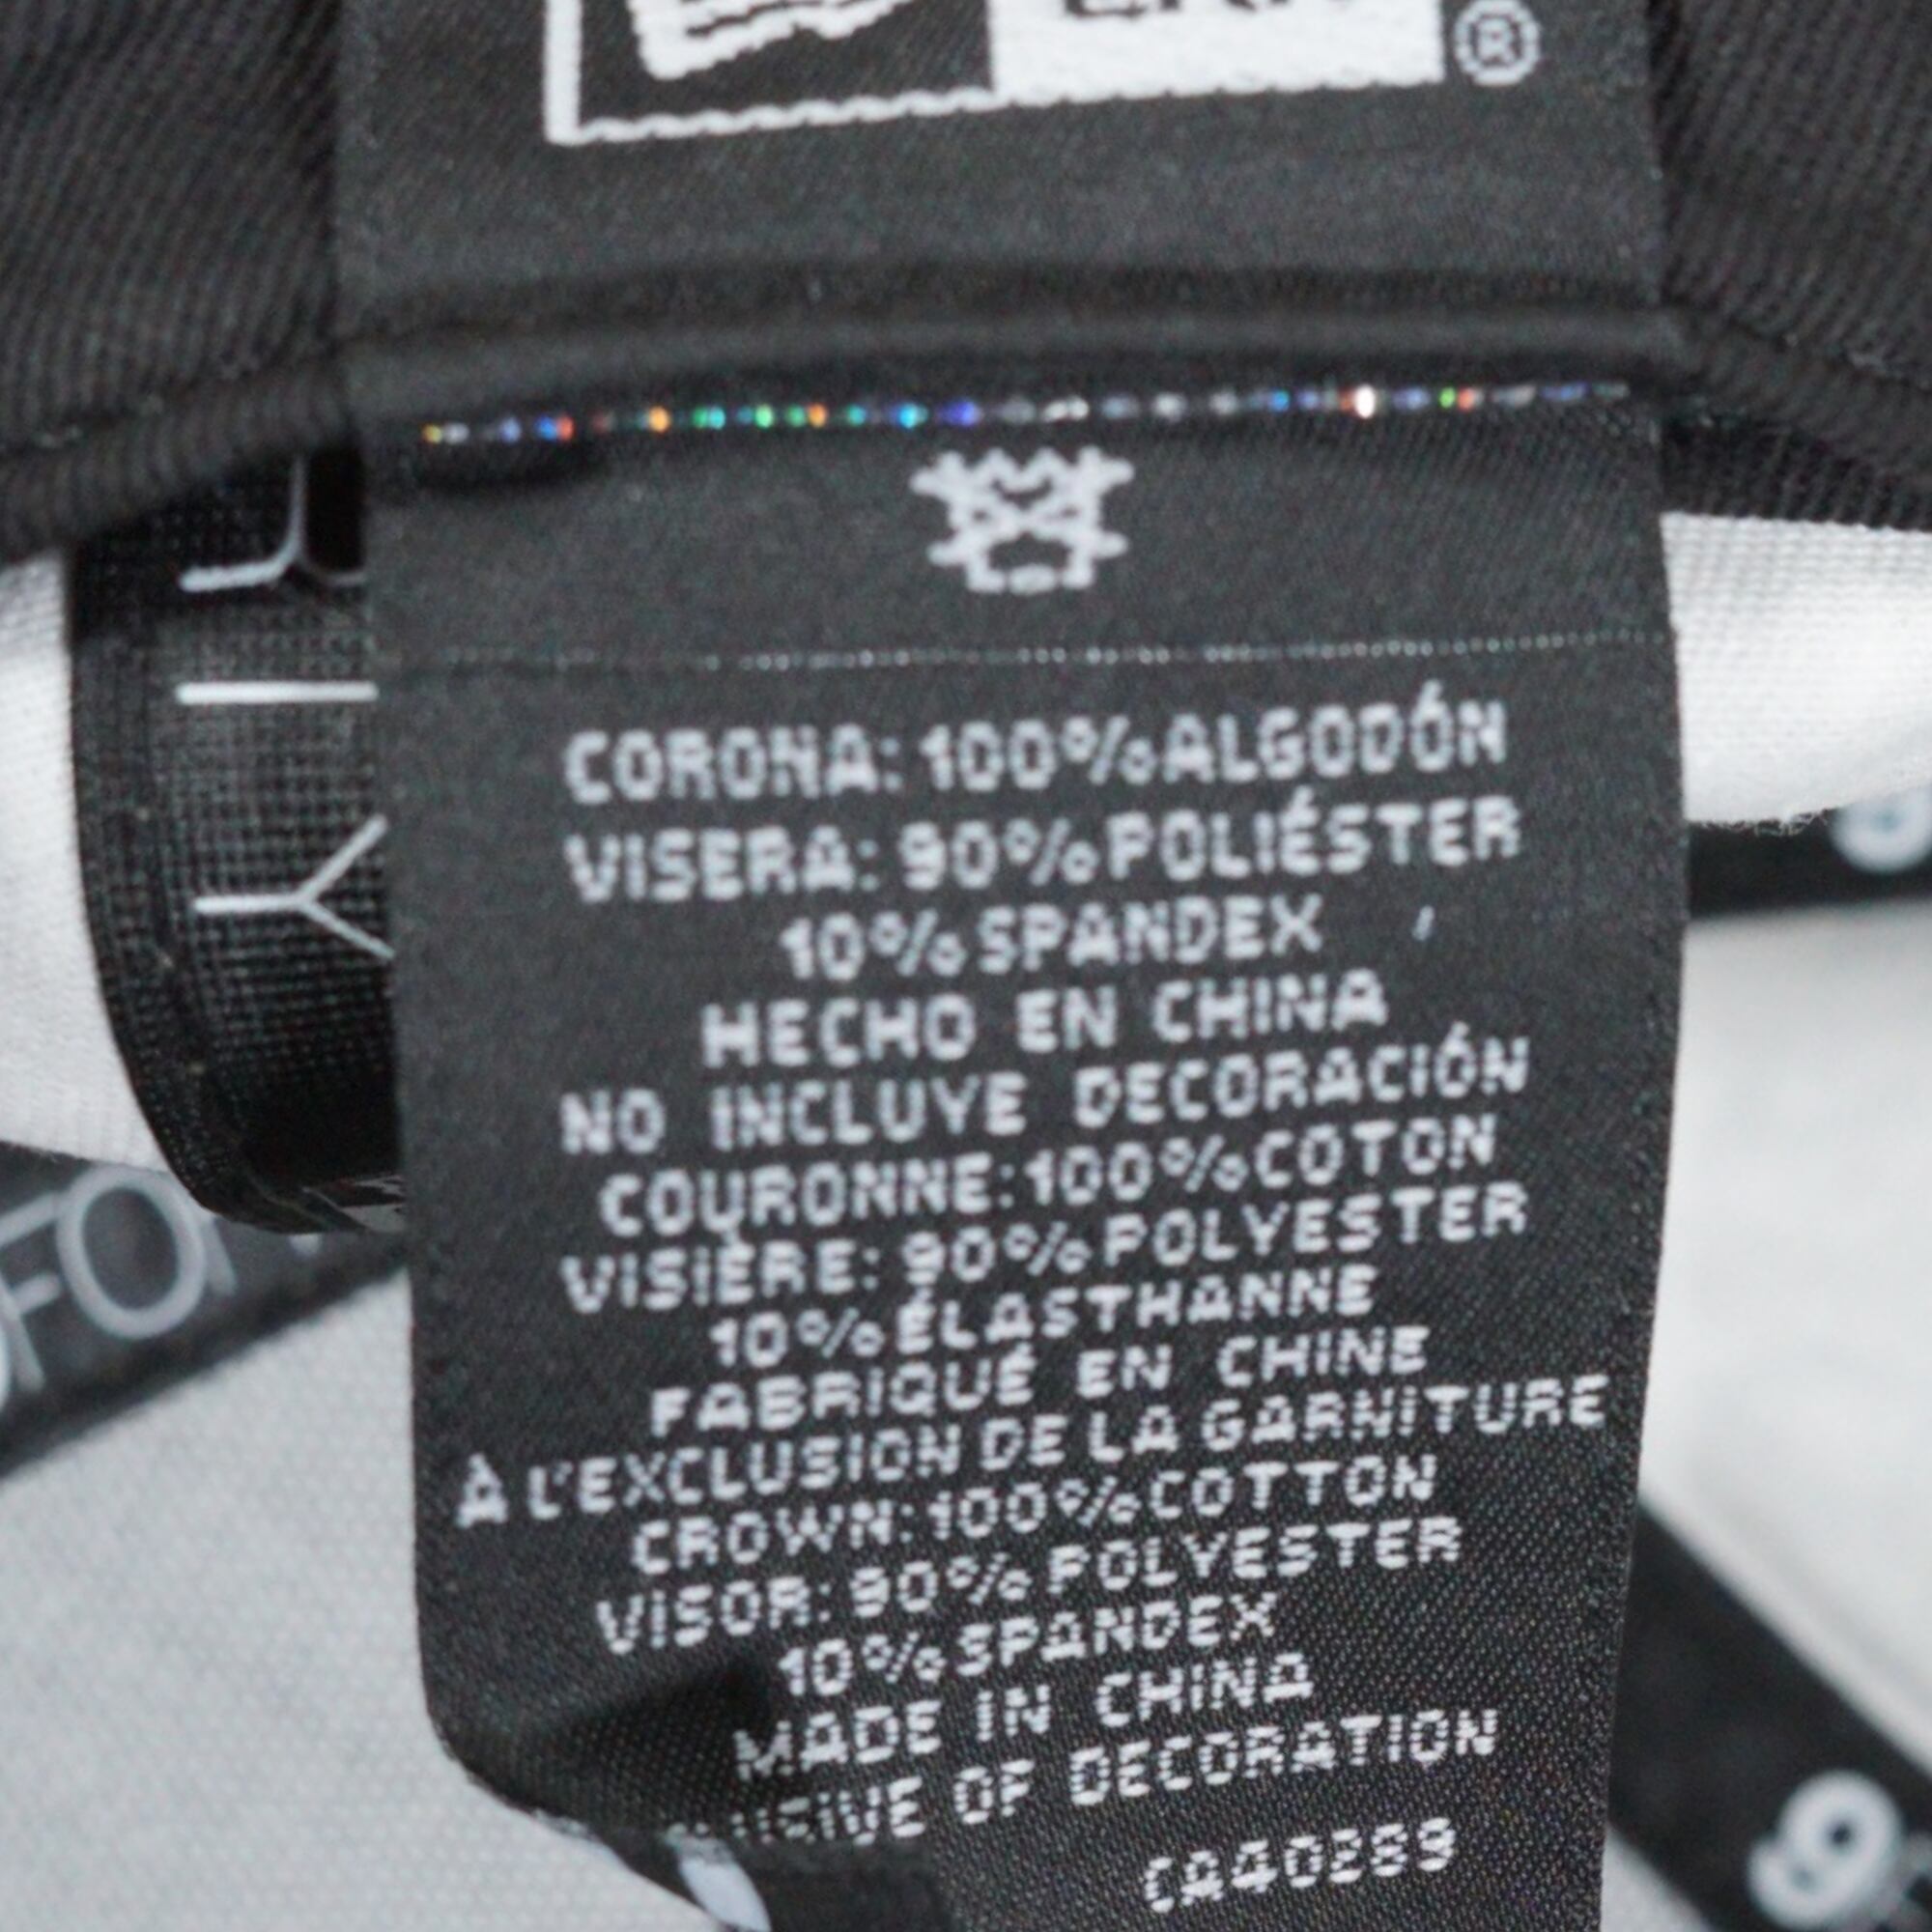 ®
CORONA: 100%ALGODÓN
VISERA: 90%POLIÉSTER
10%SPANDEX
HECHO EN CHINA
NO INCLUYE DECORACIÓN
COURONNE: 100%COTON
VISIÈRE: 90%POLYESTER
10%ÉLASTHANNE
FABRIQUÉ EN CHINE
À L'EXCLUSION DE LA GARNITURE
CROWN: 100%COTTON
VISOR: 90%POLYESTER
10%SPANDEX
MADE IN CHINA
OF DECORATION
CA40289
9